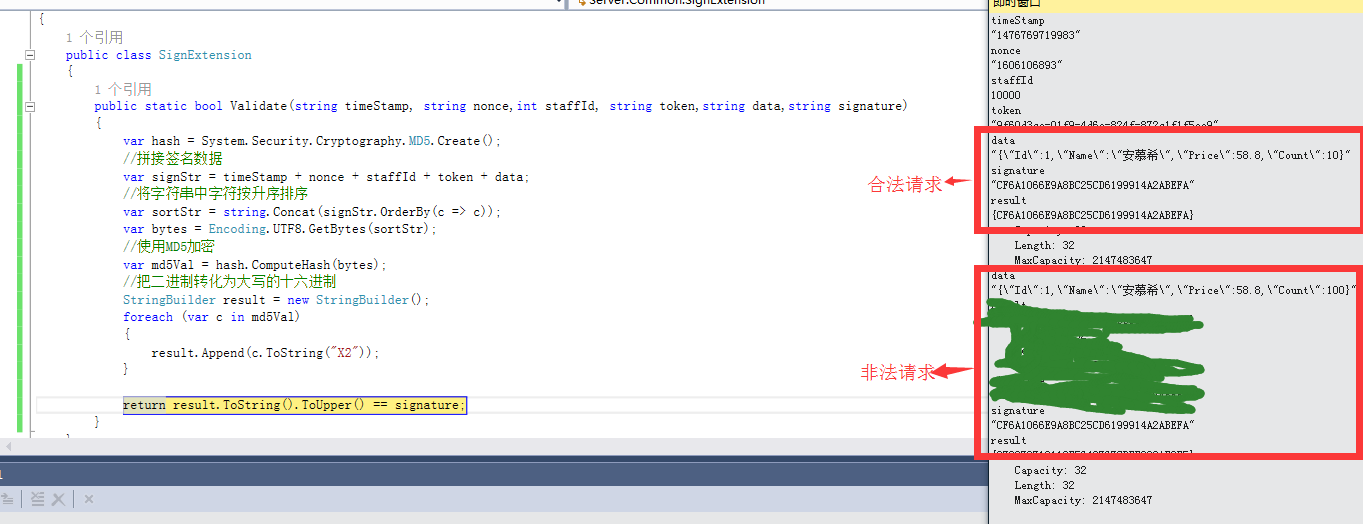 Server.Common.SignExtension
{
1 个引用
public class SignExtension
{
1 个引用
public static bool Validate(string timeStamp, string nonce,int staffId, string token,string data,string signature)
{
var hash = System.Security.Cryptography.MD5.Create();
//拼接签名数据
var signStr = timeStamp + nonce + staffId + token + data;
//将字符串中字符按升序排序
var sortStr = string.Concat(signStr.OrderBy(c => c));
var bytes = Encoding.UTF8.GetBytes(sortStr);
//使用MD5加密
var md5Val = hash.ComputeHash(bytes);
//把二进制转化为大写的十六进制
StringBuilder result = new StringBuilder();
foreach (var c in md5Val)
{
result.Append(c.ToString("X2"));
}
return result.ToString().ToUpper() == signature;
}
合法请求
非法请求
即时窗口
timeStamp
"1476769719983"
nonce
"1606106893"
staffId
10000
token
data
"{\"Id\":1,\"Name\":\"安慕希\",\"Price\":58.8,\"Count\":10}"
signature
"CF6A1066E9A8BC25CD6199914A2ABEFA"
result
{CF6A1066E9A8BC25CD6199914A2ABEFA}
Length: 32
MaxCapacity: 2147483647
data
"{\"Id\":1,\"Name\":\"安慕希\",\"Price\":58.8,\"Count\":100}"
signature
"CF6A1066E9A8BC25CD6199914A2ABEFA"
result
Capacity: 32
Length: 32
MaxCapacity: 2147483647